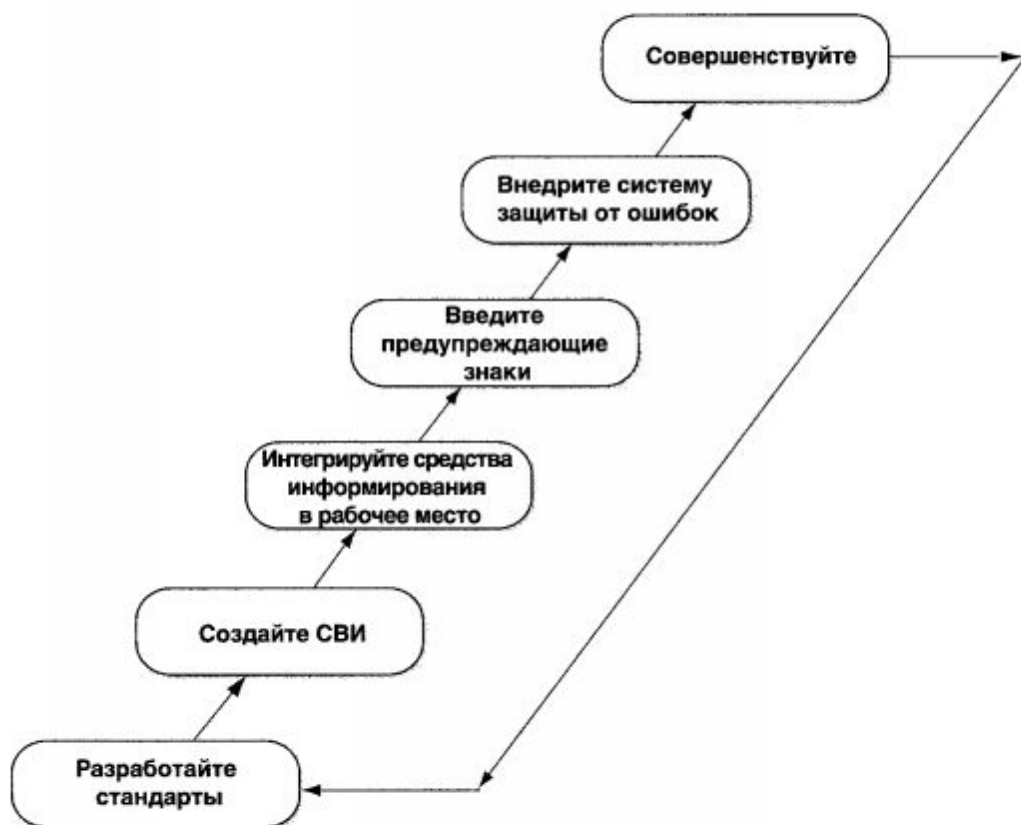 Совершенствуйте
Внедрите систему
защиты от ошибок
Введите
предупреждающие
знаки
Интегрируйте средства
информирования
в рабочее место
Создайте СВИ
Разработайте
стандарты